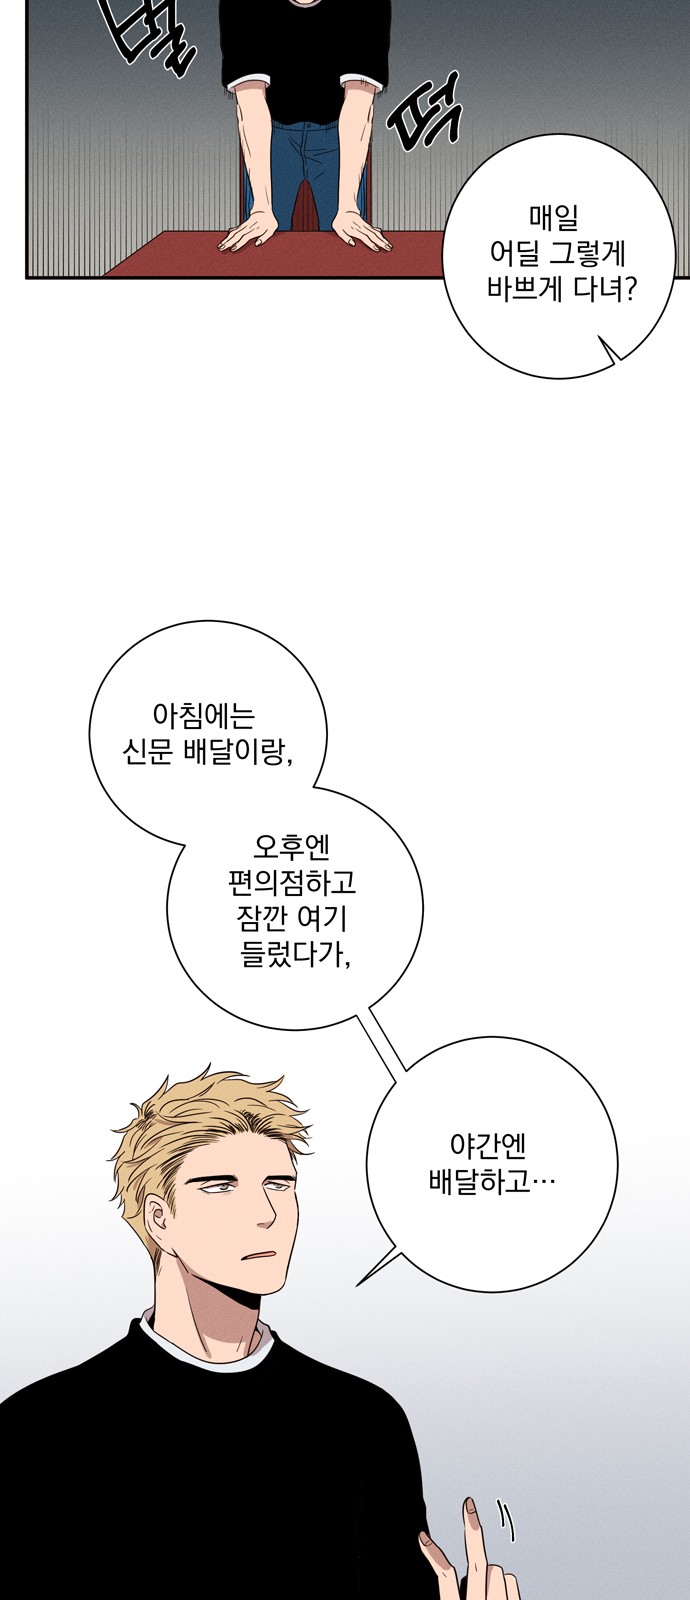 벌
떡
매일
어딜 그렇게
바쁘게 다녀?
아침에는
신문 배달이랑,
오후엔
편의점하고
잠깐 여기
들렀다가,
야간엔
배달하고…